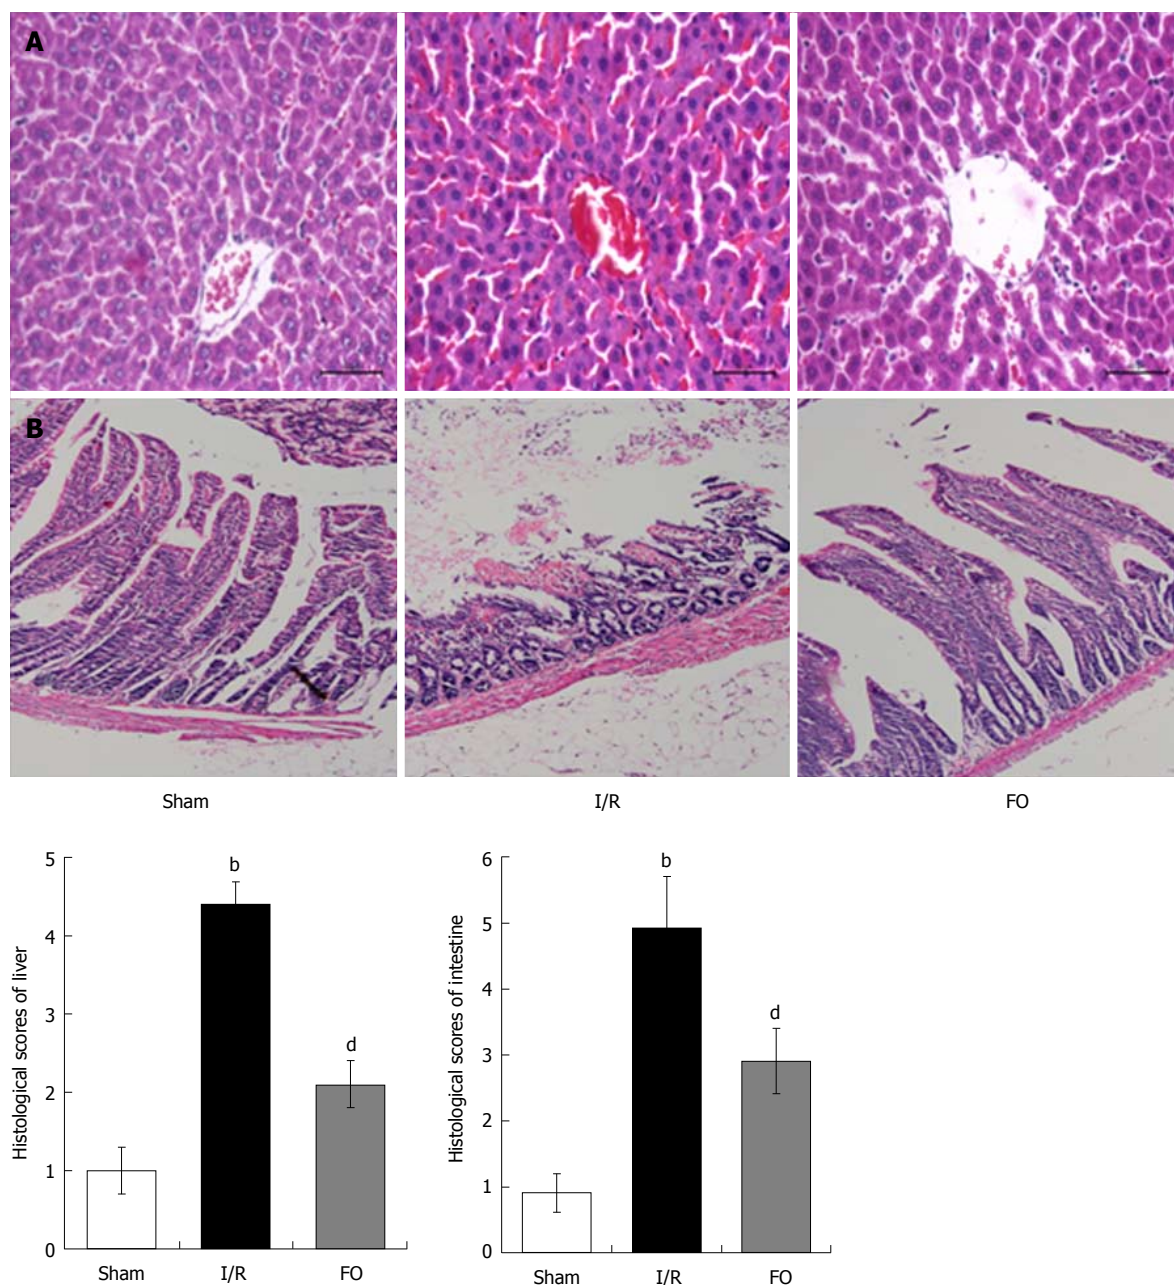 A
B
Sham I/R FO
5
4
3
2
1
0
Histological scores of liver
b
d
Sham I/R FO
6
5
4
3
2
1
0
Histological scores of intestine
b
d
Sham I/R FO